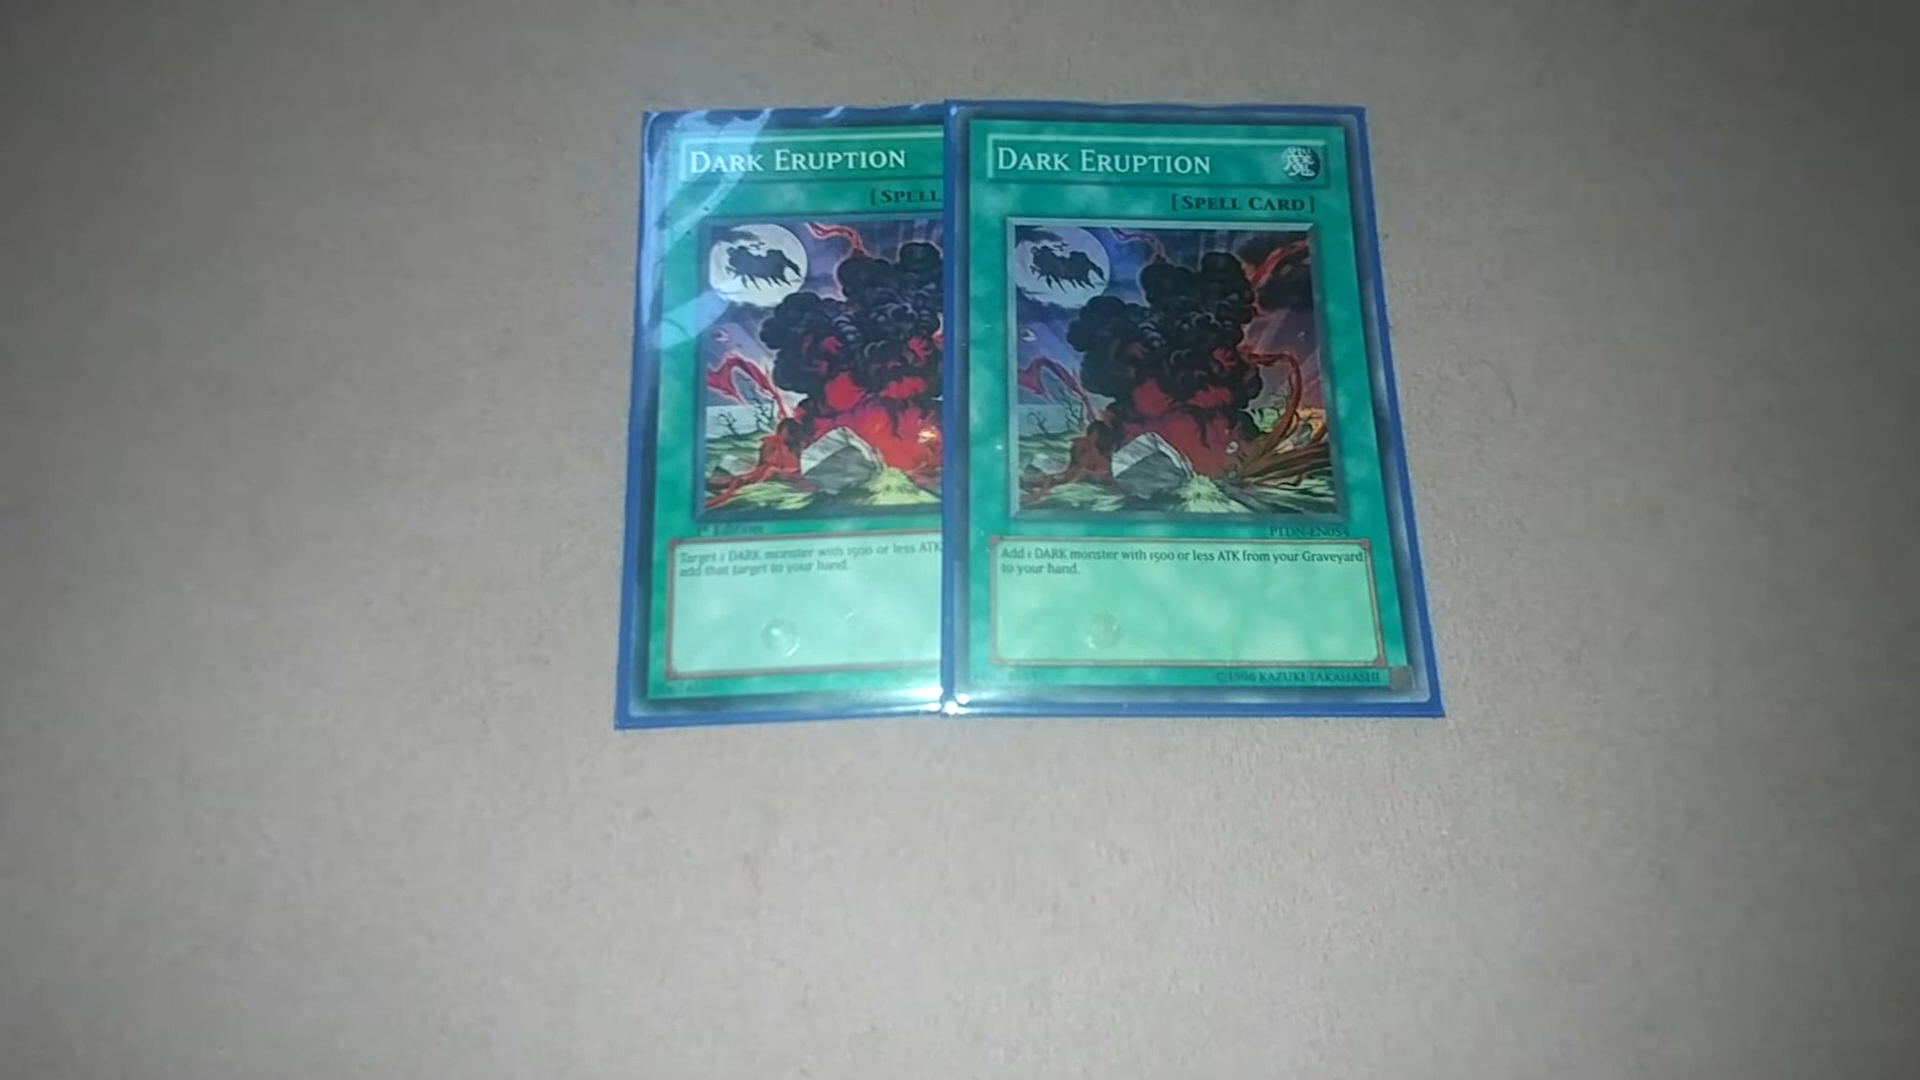 DARK ERUPTION
[SPELL
1st Edition
Target 1 DARK monster with 1500 or less ATK
add that target to your hand.
DARK ERUPTION
[SPELL CARD]
PTDN-EN054
Add 1 DARK monster with 1500 or less ATK from your Graveyard
to your hand.
©1996 KAZUKI TAKAHASHI